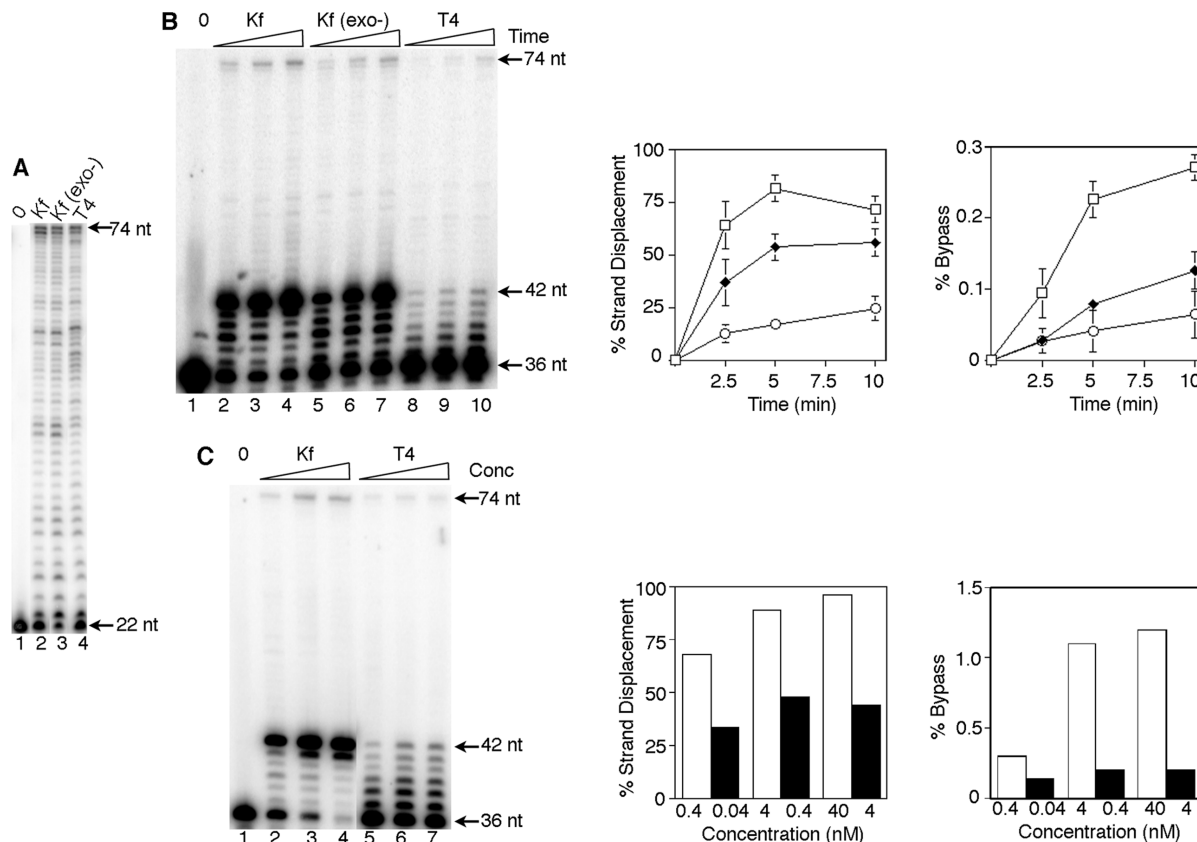 A
0 Kf Kf (exo-) T4
74 nt
22 nt
1 2 3 4
B
0 Kf Kf (exo-) T4
Time
74 nt
42 nt
36 nt
1 2 3 4 5 6 7 8 9 10
% Strand Displacement
100
75
50
25
0
2.5 5 7.5 10
Time (min)
% Bypass
0.3
0.2
0.1
0
2.5 5 7.5 10
Time (min)
C
0 Kf T4
Conc
74 nt
42 nt
36 nt
1 2 3 4 5 6 7
% Strand Displacement
100
75
50
25
0
0.4 0.04 4 0.4 40 4
Concentration (nM)
% Bypass
1.5
1.0
0.5
0
0.4 0.04 4 0.4 40 4
Concentration (nM)